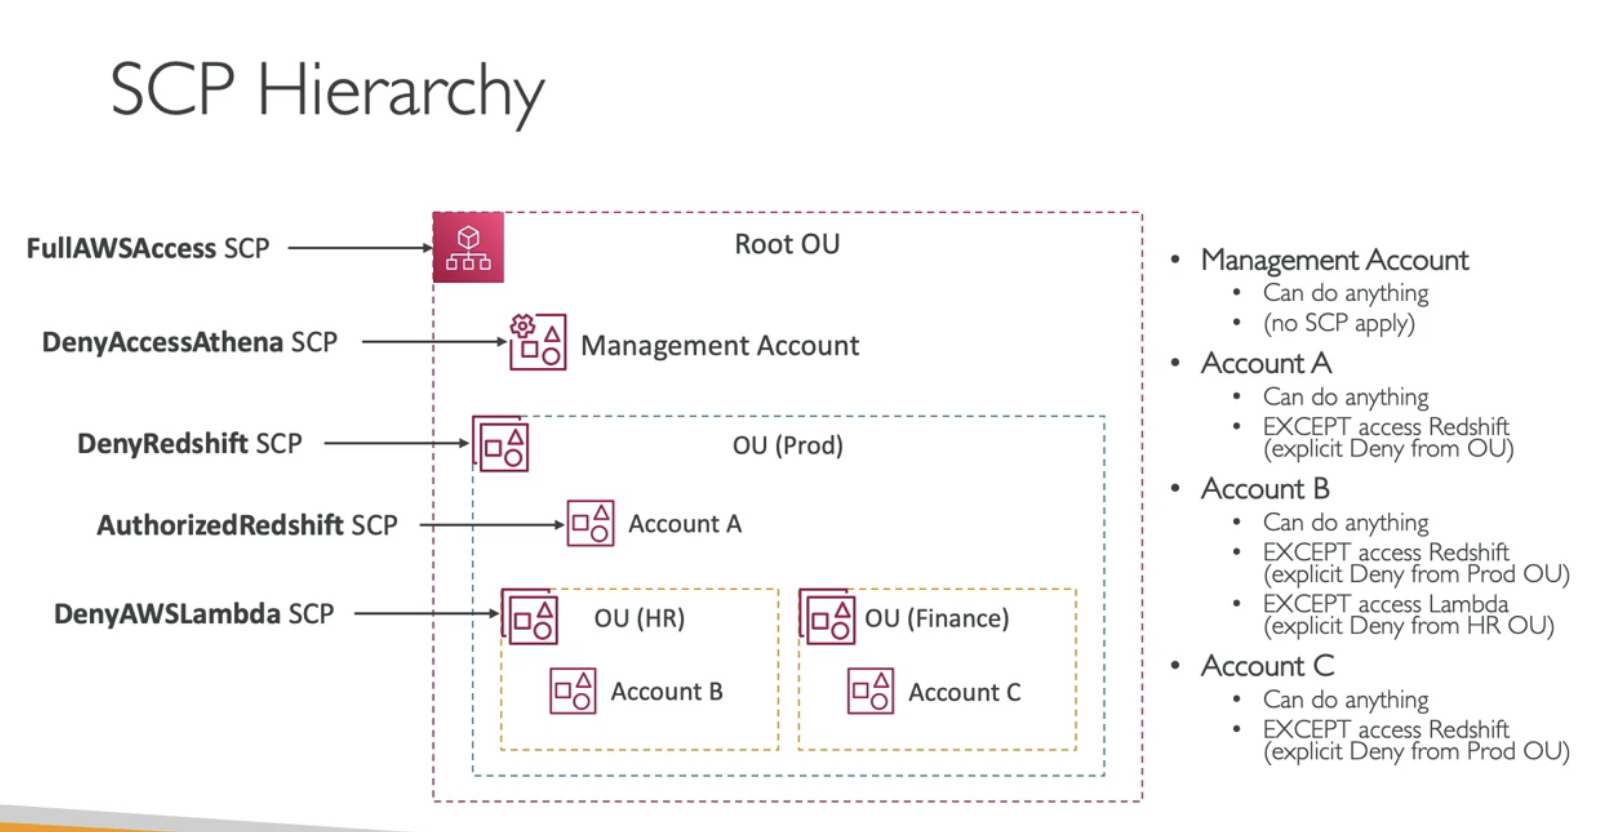 SCP Hierarchy
FullAWSAccess SCP
Root OU
DenyAccessAthena SCP
Management Account
DenyRedshift SCP
OU (Prod)
AuthorizedRedshift SCP
Account A
DenyAWSLambda SCP
OU (HR)
OU (Finance)
Account B
Account C
• Management Account
• Can do anything
• (no SCP apply)
• Account A
• Can do anything
• EXCEPT access Redshift
(explicit Deny from OU)
• Account B
• Can do anything
• EXCEPT access Redshift
(explicit Deny from Prod OU)
• EXCEPT access Lambda
(explicit Deny from HR OU)
• Account C
• Can do anything
• EXCEPT access Redshift
(explicit Deny from Prod OU)